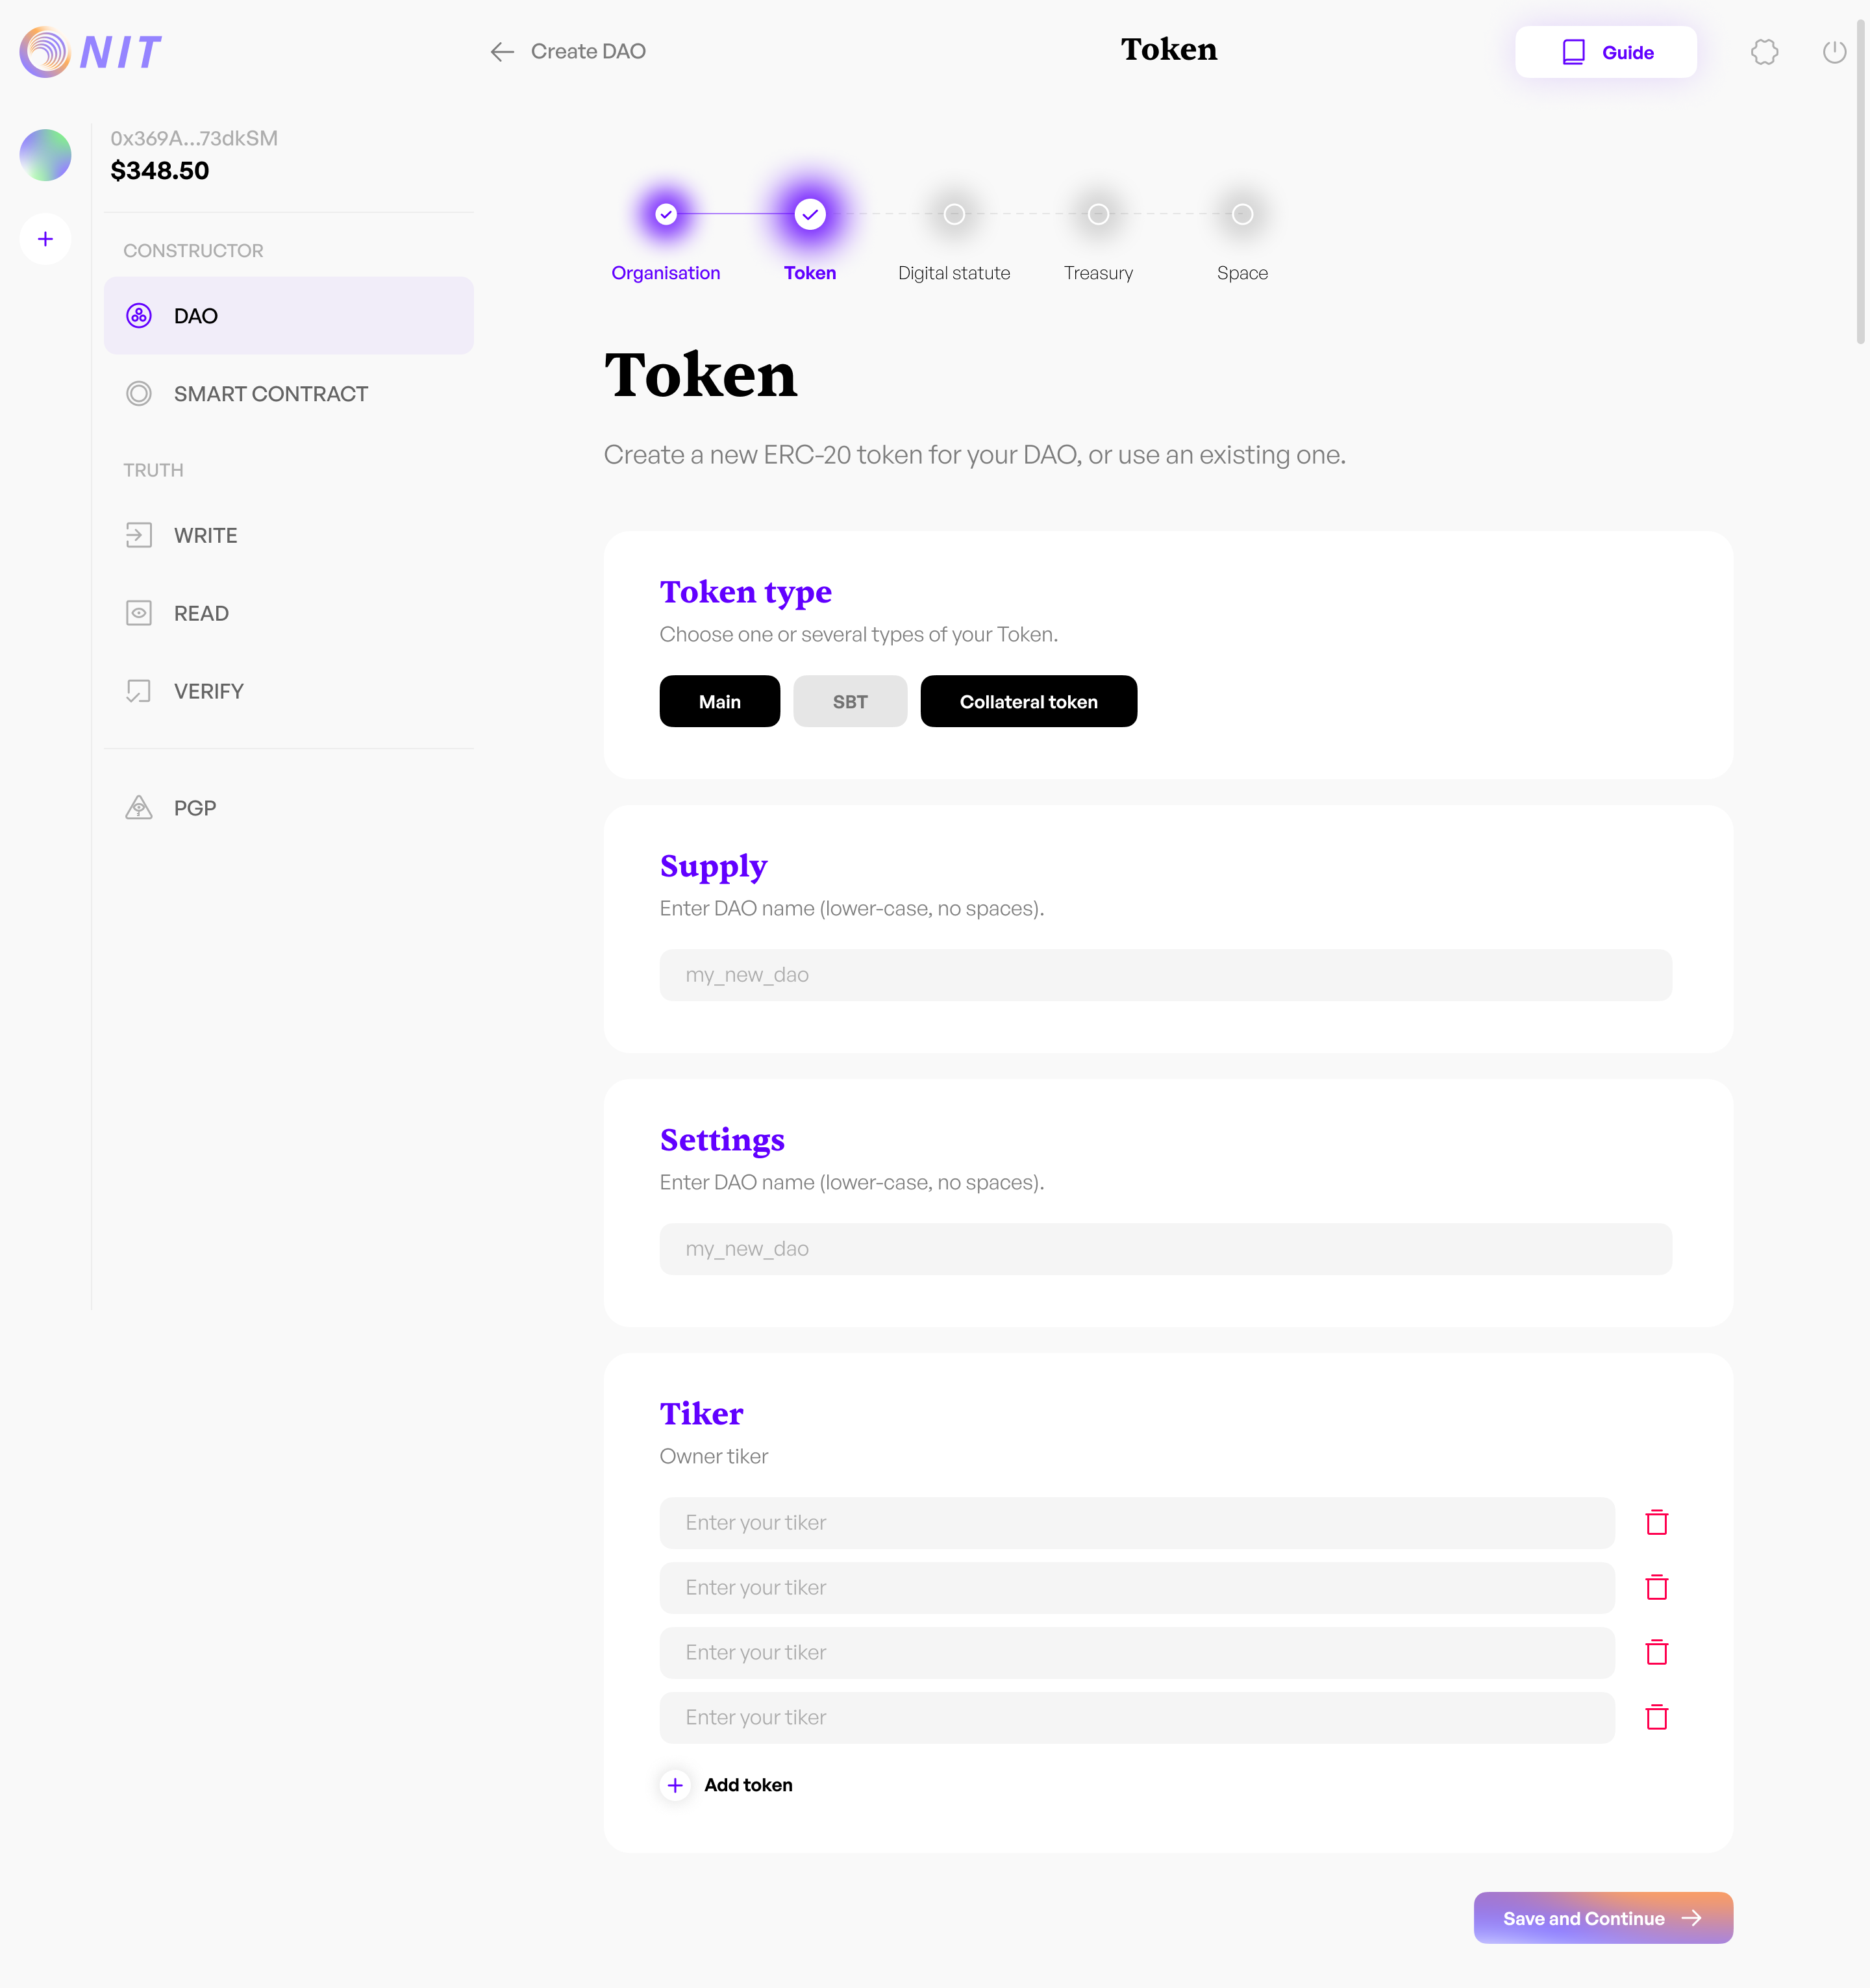 NIT
Create DAO
Token
Guide
0x369A...73dkSM
$348.50
CONSTRUCTOR
DAO
SMART CONTRACT
TRUTH
WRITE
READ
VERIFY
PGP
Organisation
Token
Digital statute
Treasury
Space
Token
Create a new ERC-20 token for your DAO, or use an existing one.
Token type
Choose one or several types of your Token.
Main
SBT
Collateral token
Supply
Enter DAO name (lower-case, no spaces).
my_new_dao
Settings
Enter DAO name (lower-case, no spaces).
my_new_dao
Tiker
Owner tiker
Enter your tiker
Enter your tiker
Enter your tiker
Enter your tiker
Add token
Save and Continue